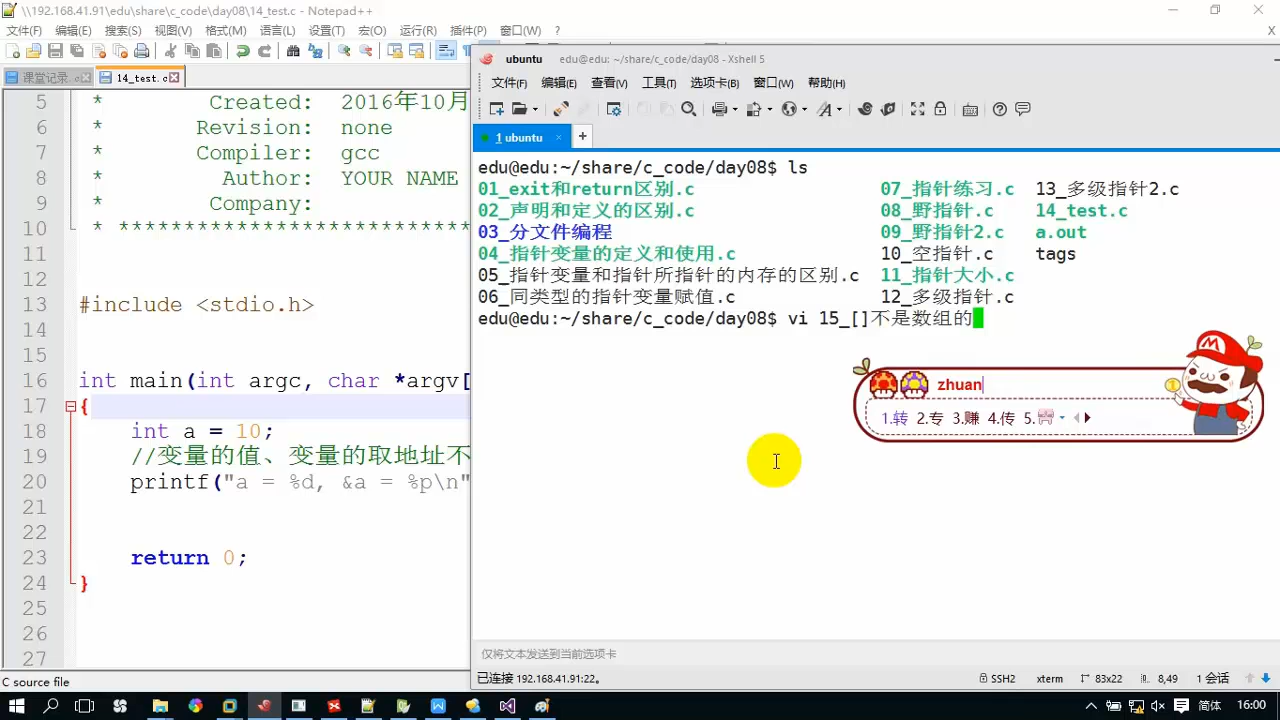 \\192.168.41.91\edu\share\c_code\day08\14_test.c - Notepad++
文件(F) 编辑(E) 搜索(S) 视图(V) 格式(M) 语言(L) 设置(T) 宏(O) 运行(R) 插件(P) 窗口(W) ?
X
课堂记录.c 14_test.c
5 * Created: 2016年10月
6 * Revision: none
7 * Compiler: gcc
8 * Author: YOUR NAME
9 * Company:
10 * ***************************
11
12
13 #include <stdio.h>
14
15
16 int main(int argc, char *argv[
17 {
18 int a = 10;
19 //变量的值、变量的取地址不
20 printf("a = %d, &a = %p\n"
21
22
23 return 0;
24 }
25
26
27
C source file
ubuntu edu@edu: ~/share/c_code/day08 - Xshell 5
文件(F) 编辑(E) 查看(V) 工具(T) 选项卡(B) 窗口(W) 帮助(H)
1 ubuntu × +
edu@edu:~/share/c_code/day08$ ls
01_exit和return区别.c 07_指针练习.c 13_多级指针2.c
02_声明和定义的区别.c 08_野指针.c 14_test.c
03_分文件编程 09_野指针2.c a.out
04_指针变量的定义和使用.c 10_空指针.c tags
05_指针变量和指针所指针的内存的区别.c 11_指针大小.c
06_同类型的指针变量赋值.c 12_多级指针.c
edu@edu:~/share/c_code/day08$ vi 15_[]不是数组的
zhuan
1.转 2.专 3.赚 4.传 5.
仅将文本发送到当前选项卡
已连接 192.168.41.91:22。 SSH2 xterm 83x22 8,49 1 会话
简体 16:00